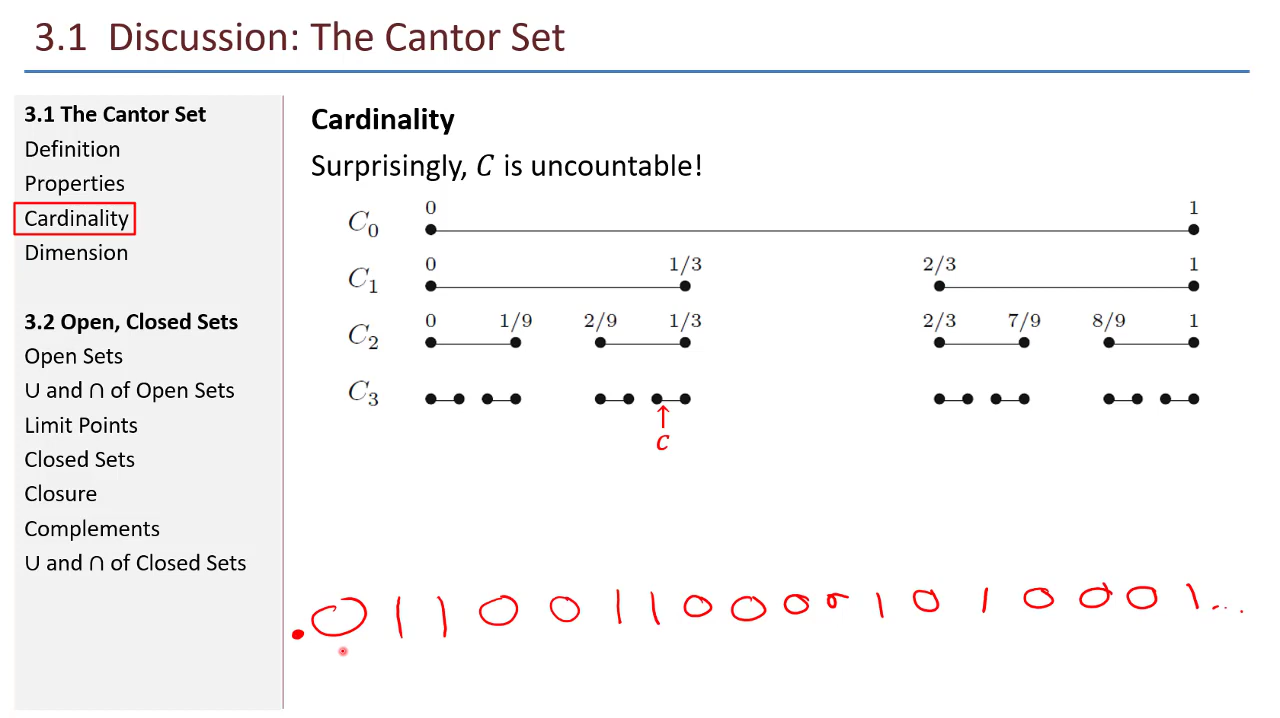 3.1 Discussion: The Cantor Set
3.1 The Cantor Set
Definition
Properties
Cardinality
Dimension
3.2 Open, Closed Sets
Open Sets
∪ and ∩ of Open Sets
Limit Points
Closed Sets
Closure
Complements
∪ and ∩ of Closed Sets
Cardinality
Surprisingly, C is uncountable!
0 1
C₀
0 1/3 2/3 1
C₁
0 1/9 2/9 1/3 2/3 7/9 8/9 1
C₂
C₃
c
.011001100001010001...